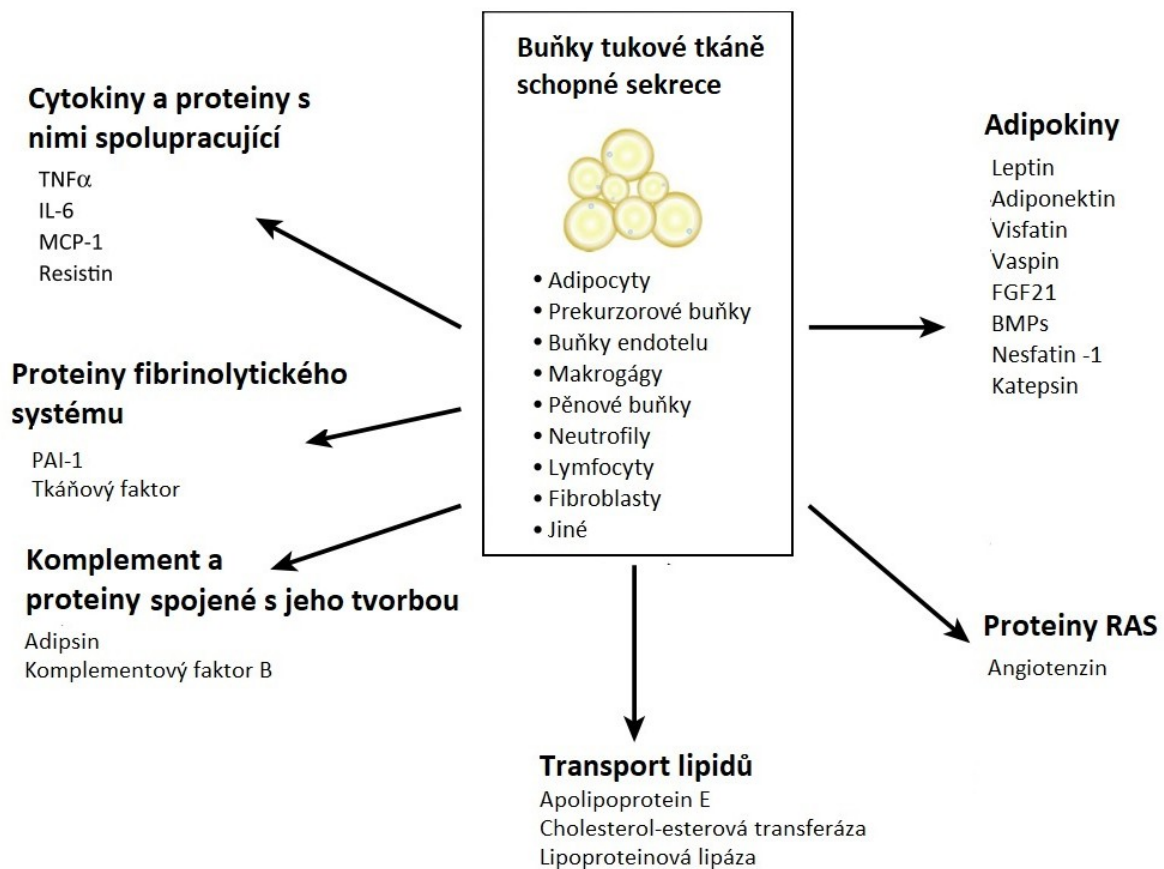 Buňky tukové tkáně
schopné sekrece
• Adipocyty
• Prekurzorové buňky
• Buňky endotelu
• Makrogágy
• Pěnové buňky
• Neutrofily
• Lymfocyty
• Fibroblasty
• Jiné
Cytokiny a proteiny s
nimi spolupracující
TNFα
IL-6
MCP-1
Resistin
Proteiny fibrinolytického
systému
PAI-1
Tkáňový faktor
Komplement a
proteiny spojené s jeho tvorbou
Adipsin
Komplementový faktor B
Transport lipidů
Apolipoprotein E
Cholesterol-esterová transferáza
Lipoproteinová lipáza
Adipokiny
Leptin
Adiponektin
Visfatin
Vaspin
FGF21
BMPs
Nesfatin -1
Katepsin
Proteiny RAS
Angiotenzin